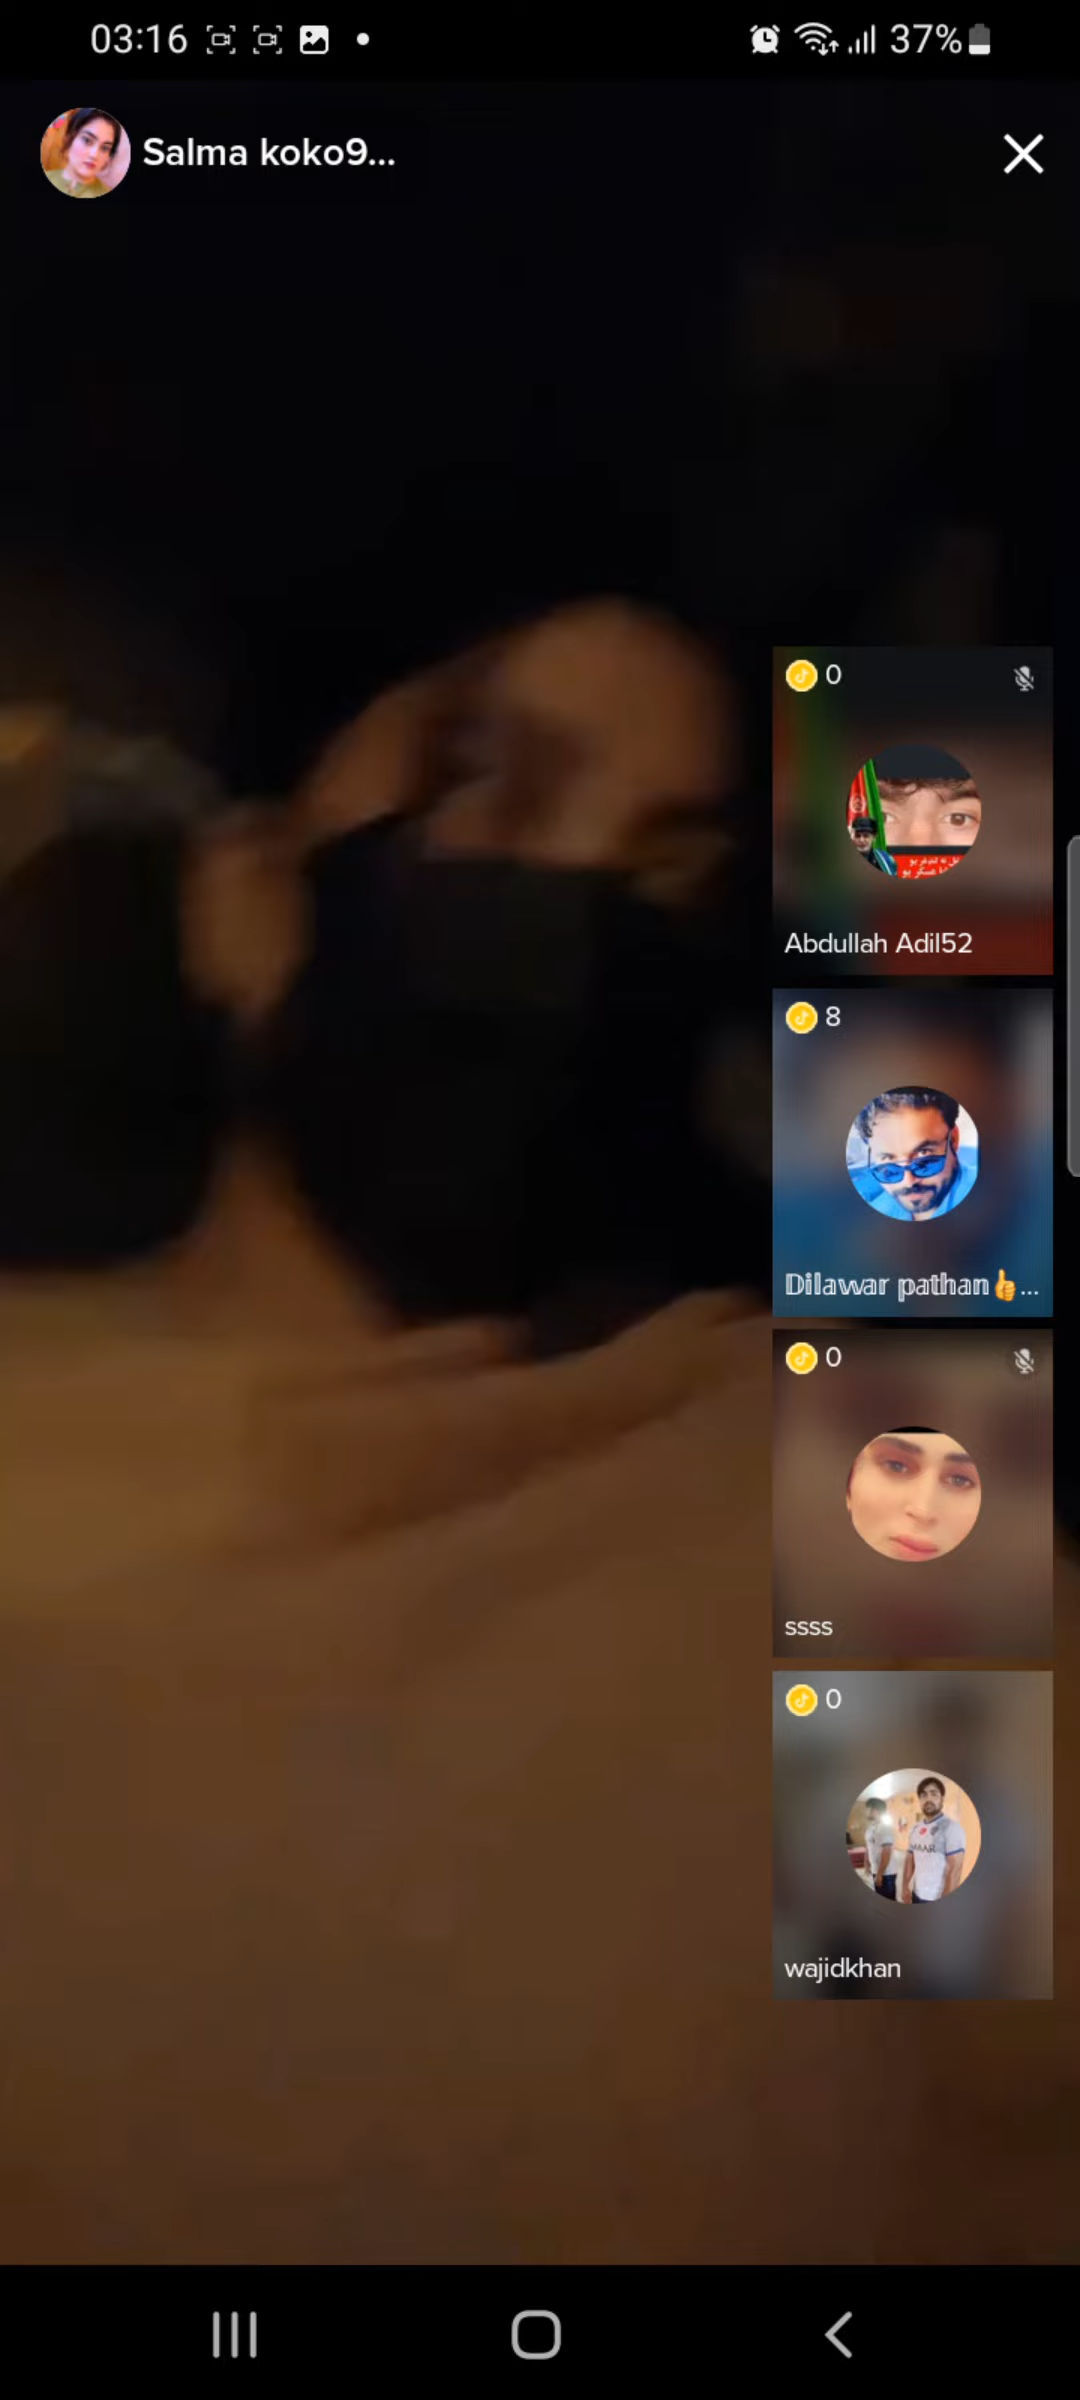 03:16
37%
Salma koko9...
0
Abdullah Adil52
8
Dilawar pathan👍...
0
ssss
0
wajidkhan